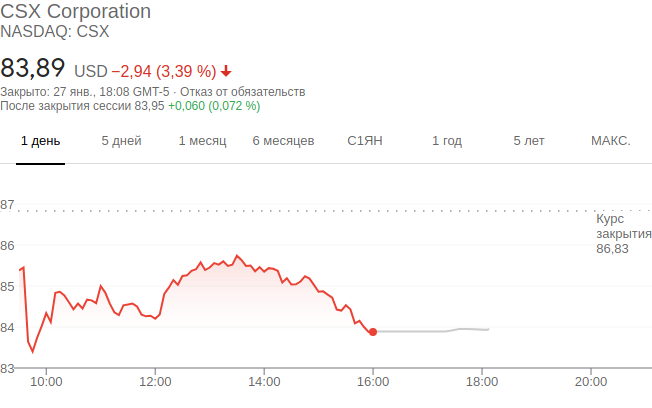 CSX Corporation
NASDAQ: CSX
83,89 USD −2,94 (3,39 %)
Закрыто: 27 янв., 18:08 GMT-5 · Отказ от обязательств
После закрытия сессии 83,95 +0,060 (0,072 %)
1 день 5 дней 1 месяц 6 месяцев С1ЯН 1 год 5 лет МАКС.
87
Курс
закрытия
86,83
86
85
84
83
10:00 12:00 14:00 16:00 18:00 20:00